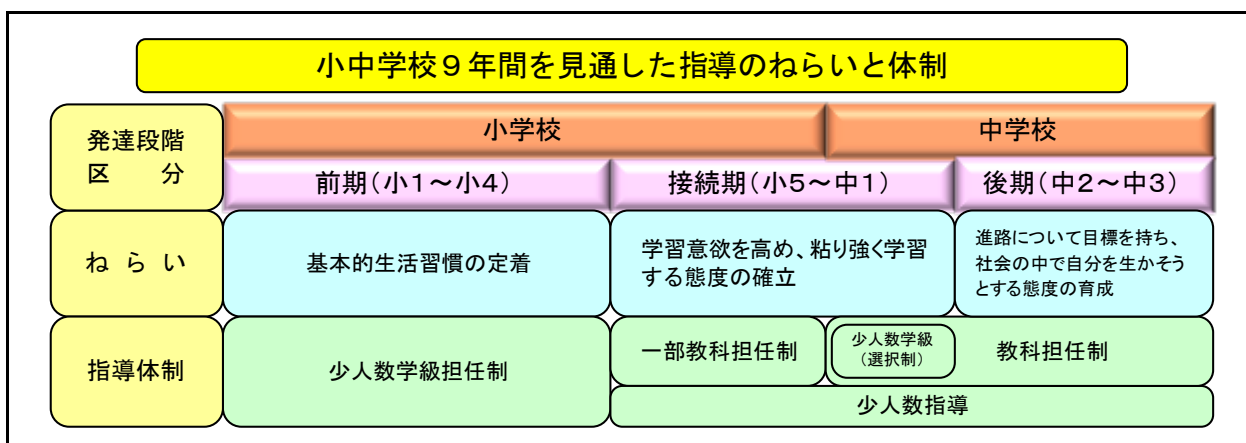 小中学校９年間を見通した指導のねらいと体制
発達段階
区　　分
小学校
中学校
前期（小１～小４）
接続期（小５～中１）
後期（中２～中３）
ね ら い
基本的生活習慣の定着
学習意欲を高め、粘り強く学習
する態度の確立
進路について目標を持ち、
社会の中で自分を生かそう
とする態度の育成
指導体制
少人数学級担任制
一部教科担任制
少人数学級
（選択制）
教科担任制
少人数指導